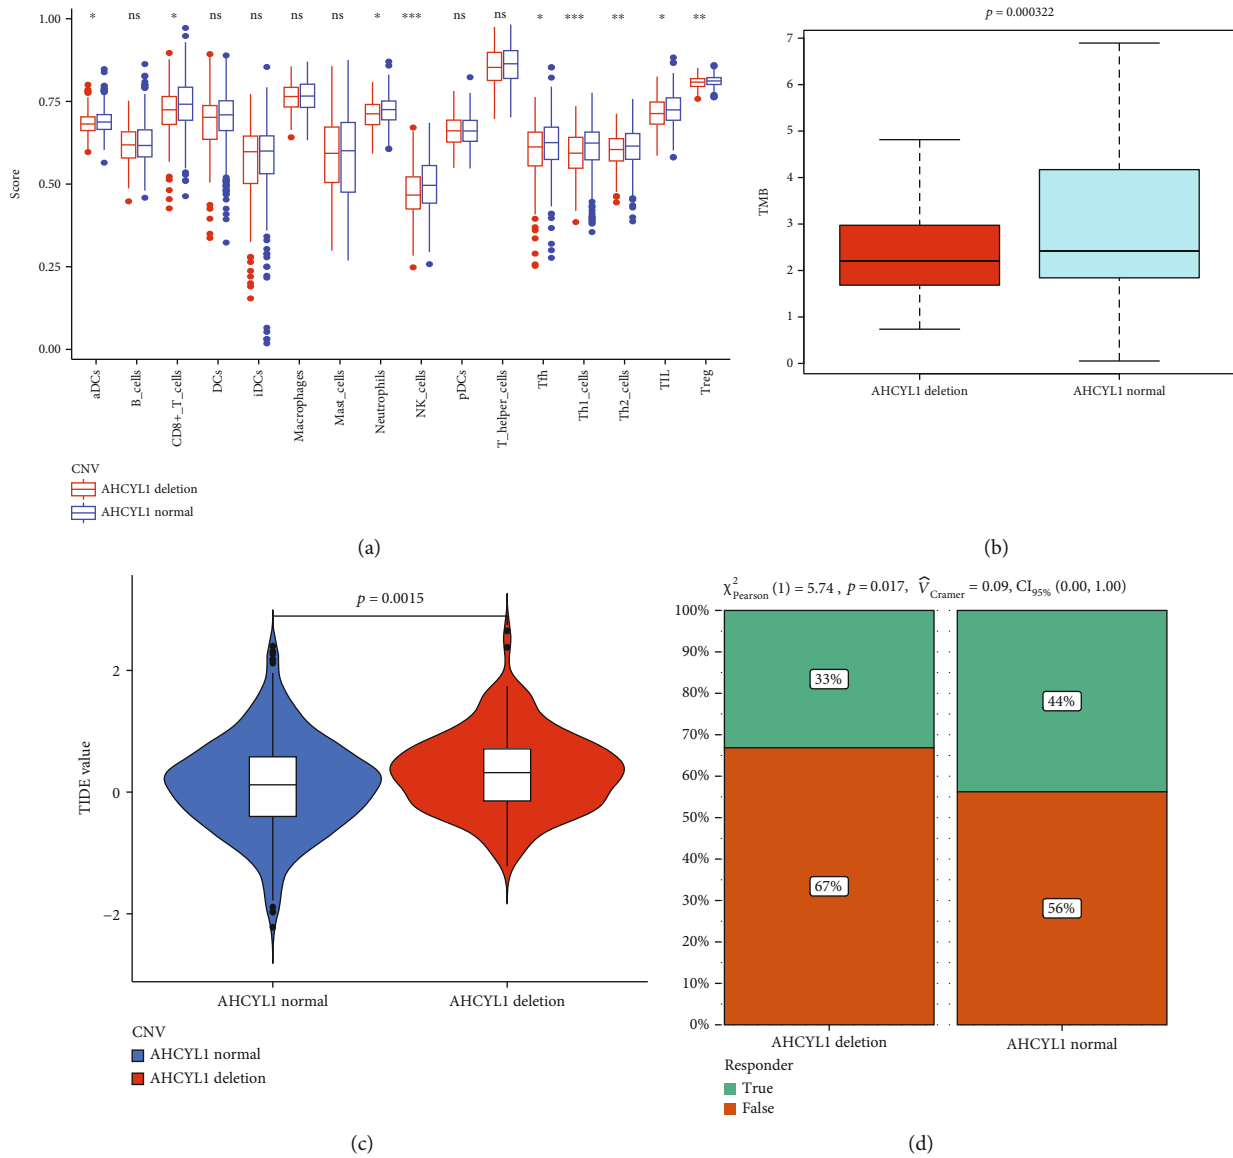 1.00
0.75
0.50
0.25
0.00
Score
* ns * ns ns ns ns * *** ns ns * *** ** * **
aDCs
B_cells
CD8+_T_cells
DCs
iDCs
Macrophages
Mast_cells
Neutrophils
NK_cells
pDCs
T_helper_cells
Tfh
Th1_cells
Th2_cells
TIL
Treg
CNV
AHCYL1 deletion
AHCYL1 normal
(a)
p = 0.000322
7
6
5
4
3
2
1
0
TMB
AHCYL1 deletion AHCYL1 normal
(b)
p = 0.0015
2
0
−2
TIDE value
AHCYL1 normal AHCYL1 deletion
CNV
AHCYL1 normal
AHCYL1 deletion
(c)
χ²Pearson (1) = 5.74 , p = 0.017, V̂Cramer = 0.09, CI95% (0.00, 1.00)
100%
90%
80%
70%
60%
50%
40%
30%
20%
10%
0%
33%
67%
44%
56%
AHCYL1 deletion AHCYL1 normal
Responder
True
False
(d)